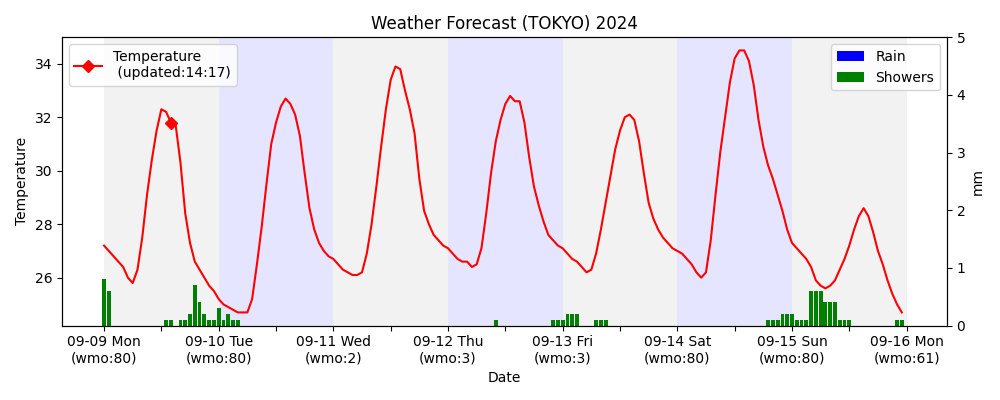 Weather Forecast (TOKYO) 2024
Temperature
(updated:14:17)
Rain
Showers
34
32
30
28
26
Temperature
5
4
3
2
1
0
mm
09-09 Mon 09-10 Tue 09-11 Wed 09-12 Thu 09-13 Fri 09-14 Sat 09-15 Sun 09-16 Mon
(wmo:80) (wmo:80) (wmo:2) (wmo:3) (wmo:3) (wmo:80) (wmo:80) (wmo:61)
Date